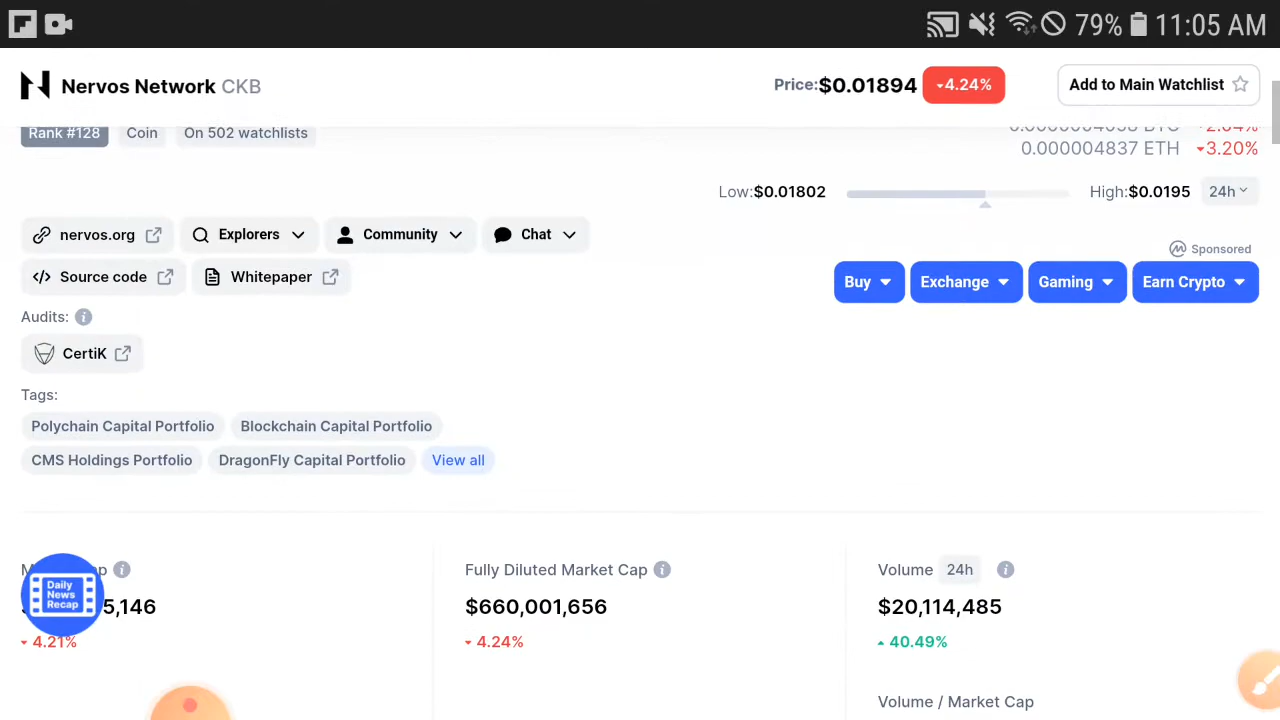 79% 11:05 AM
Nervos Network CKB
Price: $0.01894 4.24%
Add to Main Watchlist
Rank #128 Coin On 502 watchlists
0.000004837 ETH 3.20%
Low: $0.01802 High: $0.0195 24h
nervos.org Explorers Community Chat
Sponsored
Source code Whitepaper
Buy Exchange Gaming Earn Crypto
Audits:
CertiK
Tags:
Polychain Capital Portfolio Blockchain Capital Portfolio
CMS Holdings Portfolio DragonFly Capital Portfolio View all
Fully Diluted Market Cap
Volume 24h
Daily
News
Recap
5,146
$660,001,656
$20,114,485
4.21%
4.24%
40.49%
Volume / Market Cap